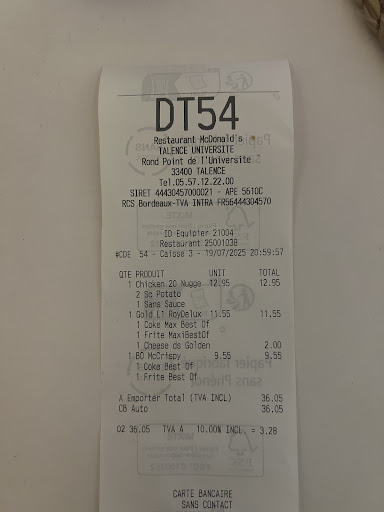 DT54
Restaurant McDonald's
TALENCE UNIVERSITE
Rond Point de l'Universite
33400 TALENCE
Tel.05.57.12.22.00
SIRET 44430457000021 - APE 5610C
RCS Bordeaux-TVA INTRA FR56444304570
ID Equipier 21004
Restaurant 25001038
#CDE 54 - Caisse 3 - 19/07/2025 20:59:57
QTE PRODUIT UNIT TOTAL
1 Chicken 20 Nugge 12.95 12.95
2 Sc Potato
1 Sans Sauce
1 Gold L1 RoyDelux 11.55 11.55
1 Coke Max Best Of
1 Frite MaxiBestOf
1 Cheese ds Golden 2.00
1 BO McCrispy 9.55 9.55
1 Coke Best Of
1 Frite Best Of
A Emporter Total (TVA INCL) 36.05
CB Auto 36.05
02 36.05 TVA A 10.00% INCL. = 3.28
CARTE BANCAIRE
SANS CONTACT